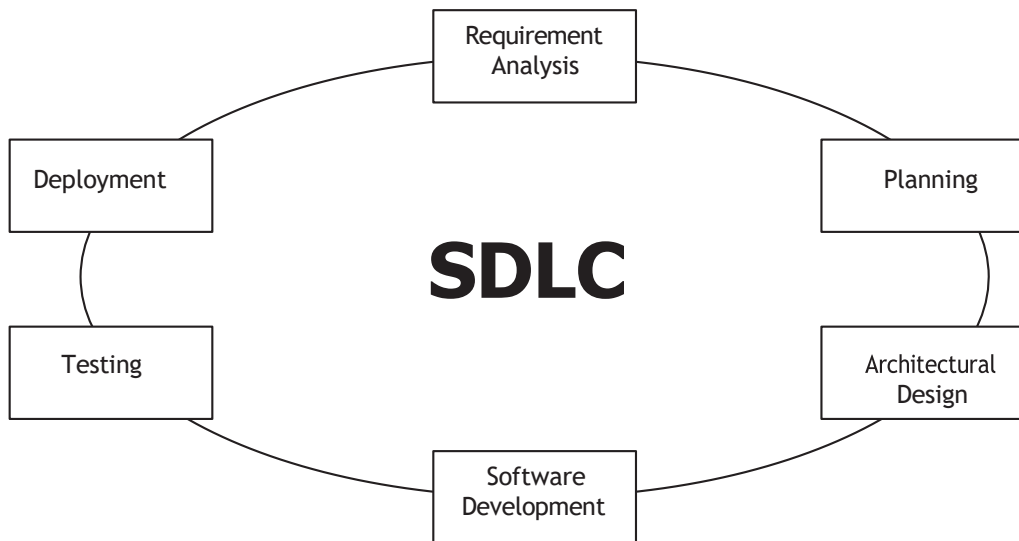 Requirement
Analysis
Deployment
Planning
SDLC
Testing
Architectural
Design
Software
Development